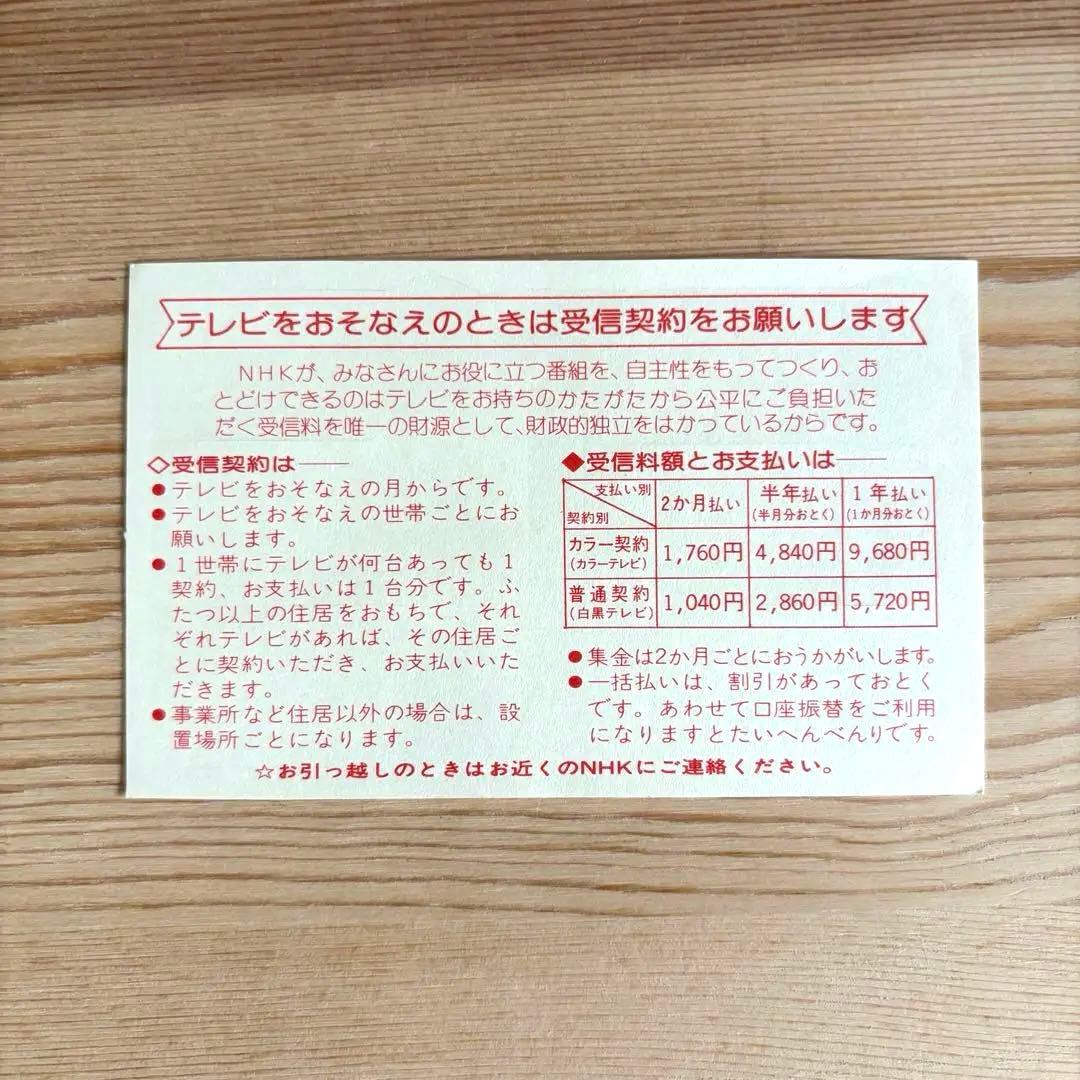 テレビをおそなえのときは受信契約をお願いします
NHKが、みなさんにお役に立つ番組を、自主性をもってつくり、お
とどけできるのはテレビをお持ちのかたがたから公平にご負担いた
だく受信料を唯一の財源として、財政的独立をはかっているからです。
◇受信契約は――
●テレビをおそなえの月からです。
●テレビをおそなえの世帯ごとにお
願いします。
●1世帯にテレビが何台あっても1
契約、お支払いは1台分です。ふ
たつ以上の住居をおもちで、それ
ぞれテレビがあれば、その住居ご
とに契約いただき、お支払いいた
だきます。
●事業所など住居以外の場合は、設
置場所ごとになります。
◆受信料額とお支払いは――
支払い別
契約別
2か月払い
半年払い
(半月分おとく)
1年払い
(1か月分おとく)
カラー契約
(カラーテレビ)
1,760円
4,840円
9,680円
普通契約
(白黒テレビ)
1,040円
2,860円
5,720円
●集金は2か月ごとにおうかがいします。
●一括払いは、割引があっておとく
です。あわせて口座振替をご利用
になりますとたいへんべんりです。
☆お引っ越しのときはお近くのNHKにご連絡ください。